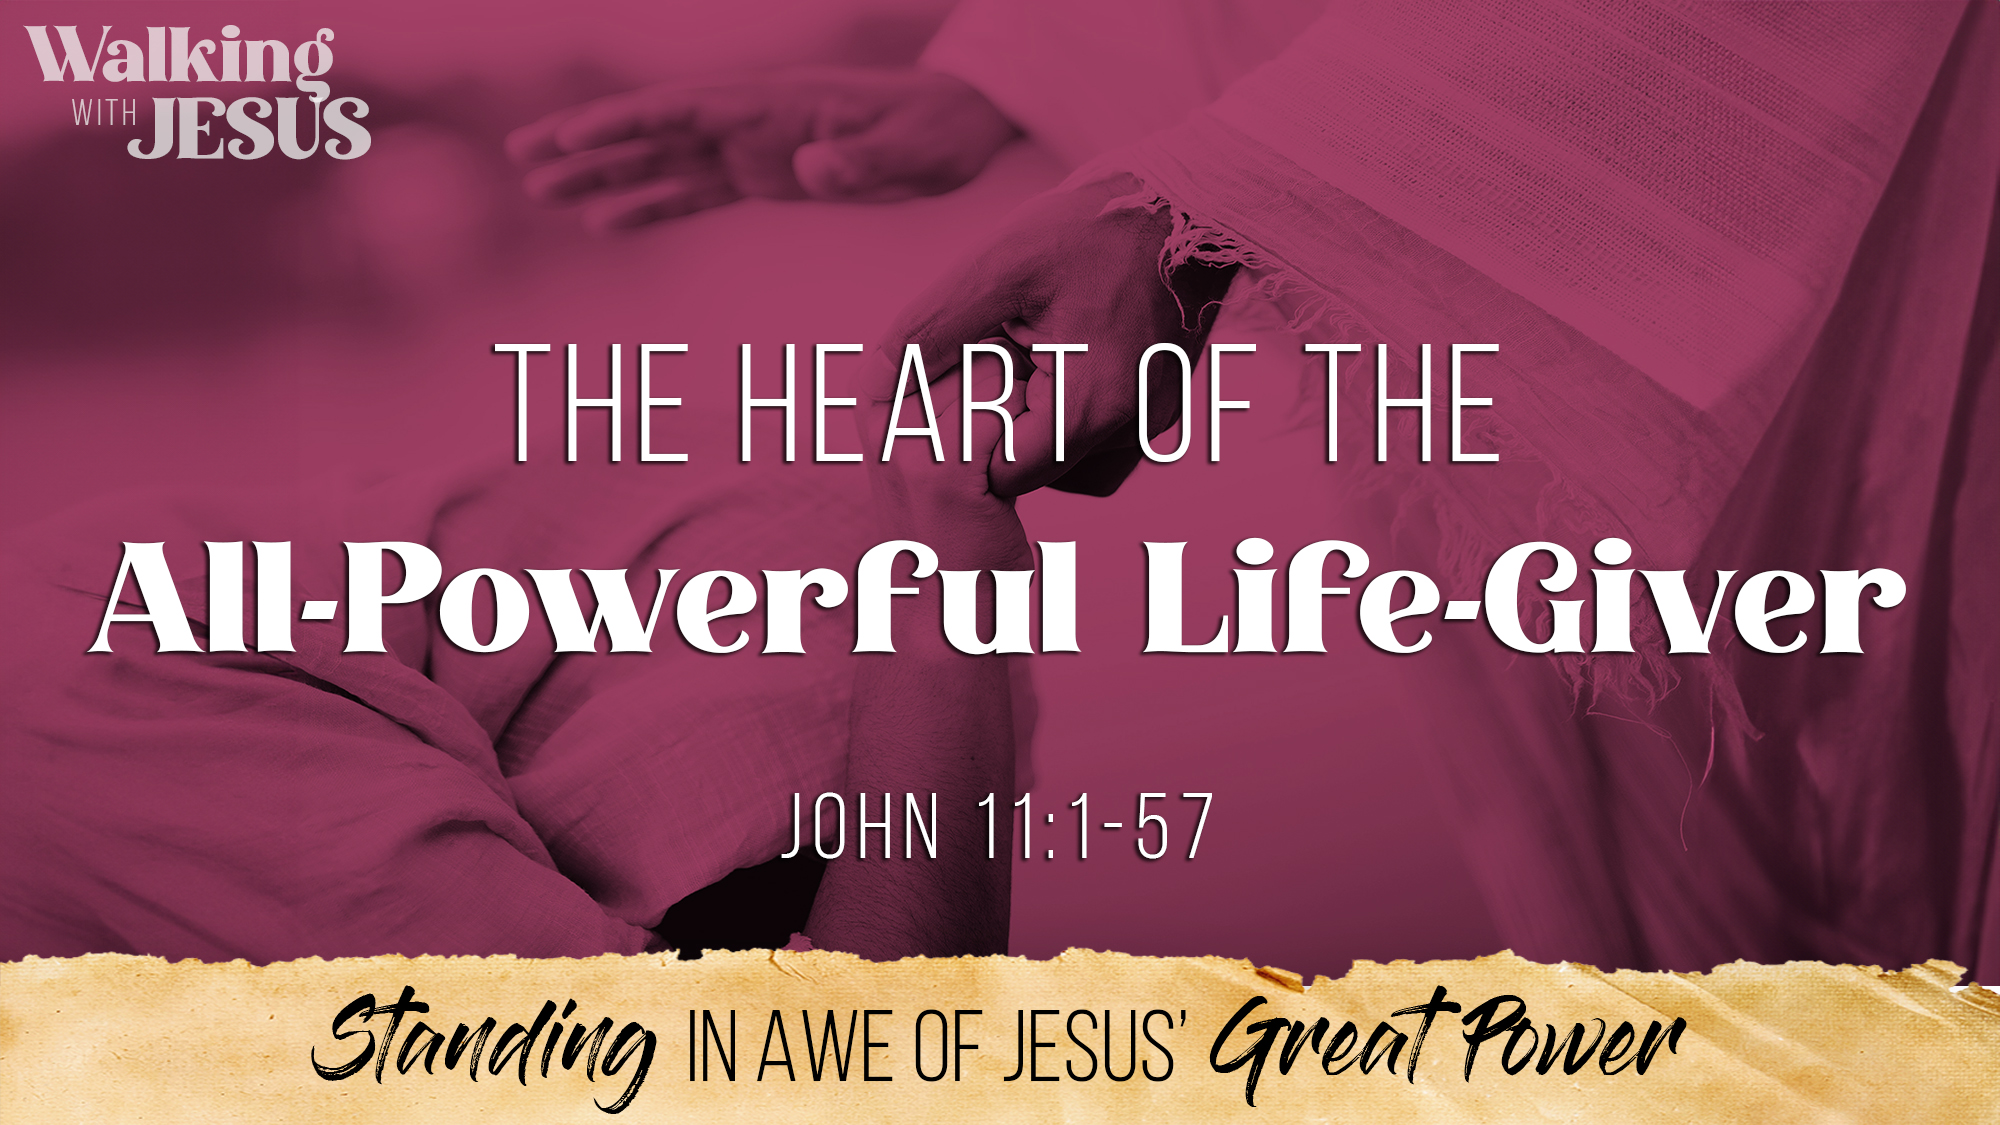 Walking
WITH JESUS
THE HEART OF THE
All-Powerful Life-Giver
JOHN 11:1-57
Standing IN AWE OF JESUS' Great Power